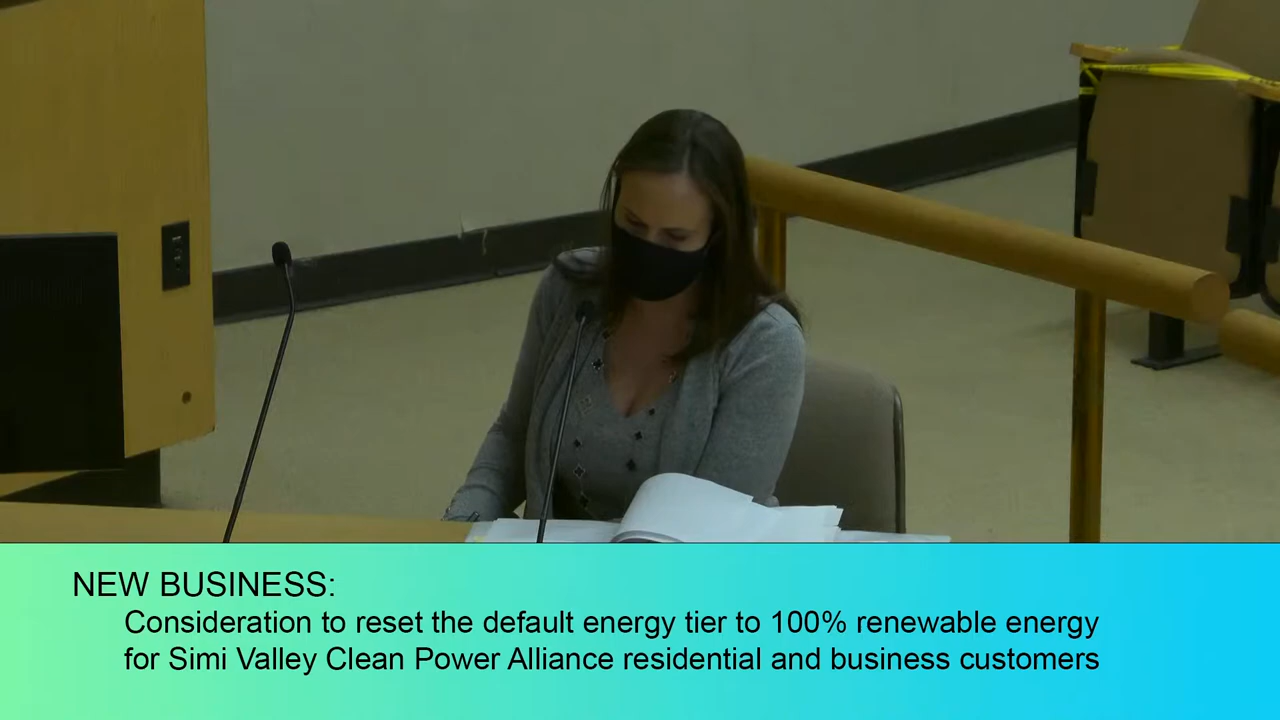 NEW BUSINESS:
Consideration to reset the default energy tier to 100% renewable energy
for Simi Valley Clean Power Alliance residential and business customers